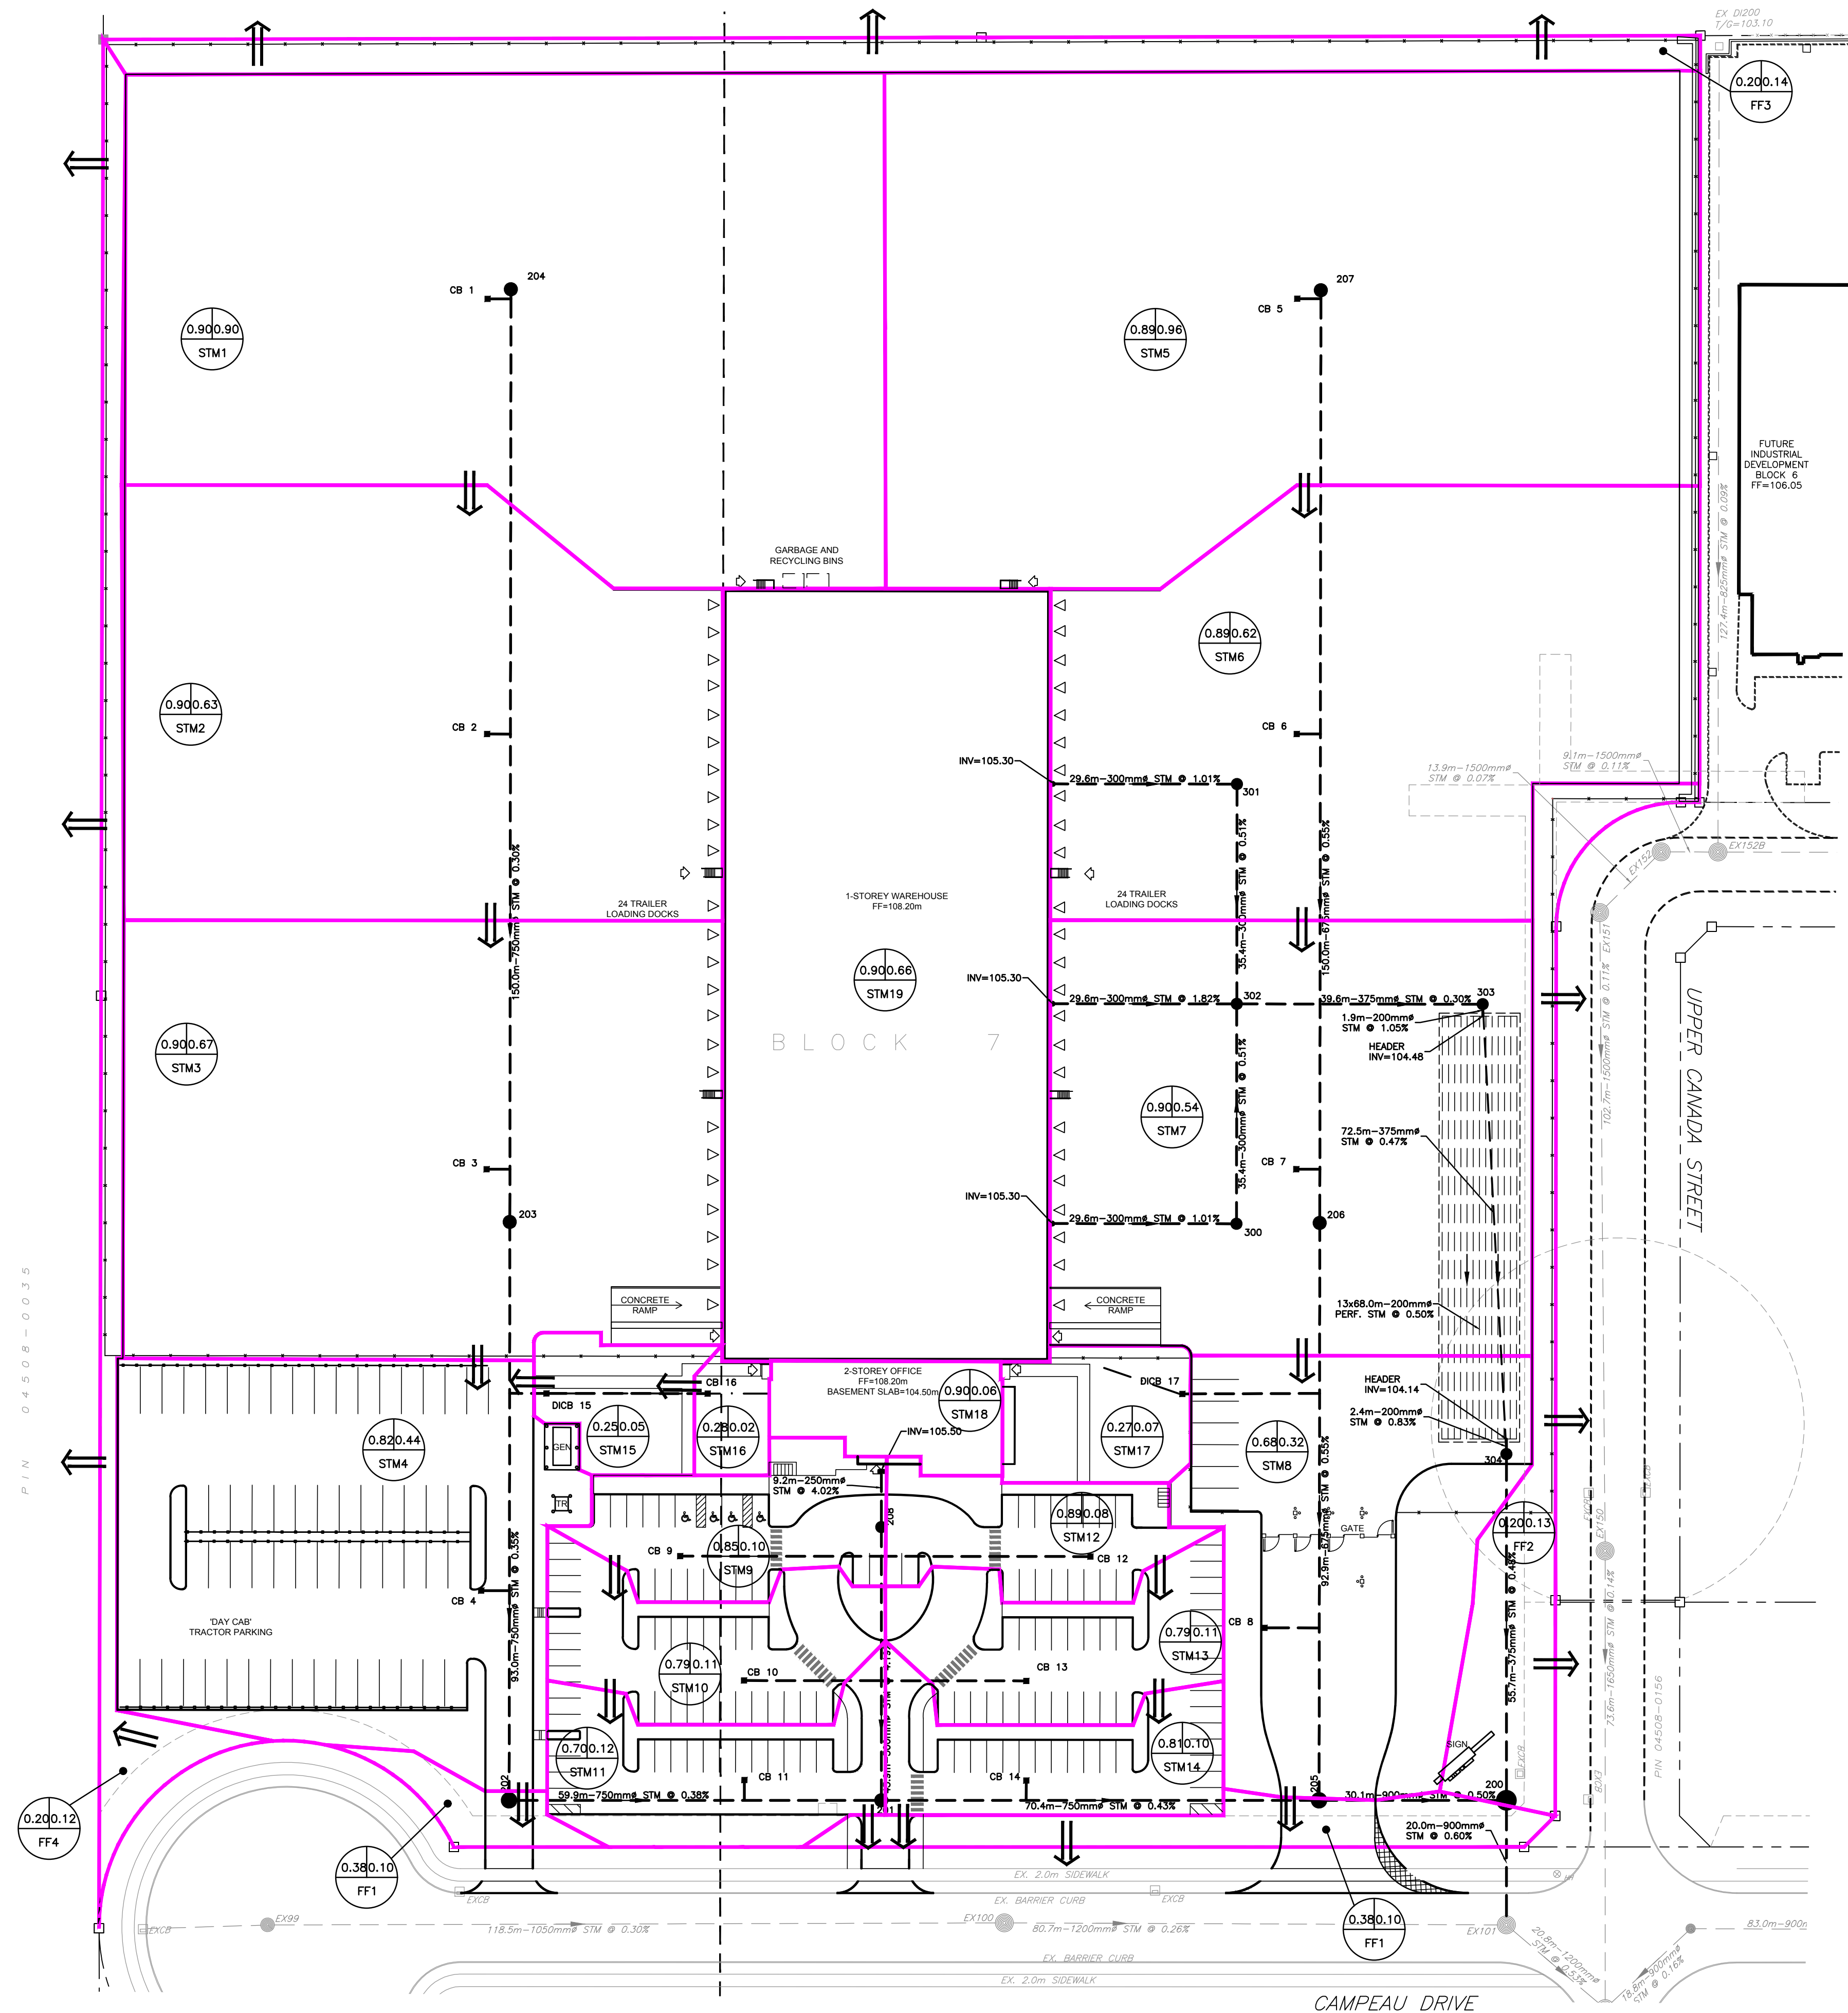 EX DI200
T/G=103.10
0.20 0.14
FF3
204
CB 1
207
CB 5
0.90 0.90
STM1
0.89 0.96
STM5
FUTURE
INDUSTRIAL
DEVELOPMENT
BLOCK 6
FF=106.05
127.4m-825mmø STM @ 0.09%
GARBAGE AND
RECYCLING BINS
0.89 0.62
STM6
0.90 0.63
STM2
CB 2
CB 6
INV=105.30
29.6m-300mmø STM @ 1.01%
301
13.9m-1500mmø
STM @ 0.07%
9.1m-1500mmø
STM @ 0.11%
EX152
EX152B
150.0m-750mmø STM @ 0.30%
35.4m-300mmø STM @ 0.51%
150.0m-675mmø STM @ 0.55%
1-STOREY WAREHOUSE
FF=108.20m
24 TRAILER
LOADING DOCKS
24 TRAILER
LOADING DOCKS
EX151
102.7m-1500mmø STM @ 0.11%
0.90 0.66
STM19
INV=105.30
29.6m-300mmø STM @ 1.82%
302
39.6m-375mmø STM @ 0.30%
303
1.9m-200mmø
STM @ 1.05%
HEADER
INV=104.48
BLOCK 7
UPPER CANADA STREET
0.90 0.67
STM3
0.90 0.54
STM7
35.4m-300mmø STM @ 0.51%
72.5m-375mmø
STM @ 0.47%
CB 3
CB 7
203
INV=105.30
29.6m-300mmø STM @ 1.01%
300
206
PIN 04508-0035
CONCRETE
RAMP
CONCRETE
RAMP
13x68.0m-200mmø
PERF. STM @ 0.50%
2-STOREY OFFICE
FF=108.20m
BASEMENT SLAB=104.50m
CB 16
DICB 15
DICB 17
HEADER
INV=104.14
2.4m-200mmø
STM @ 0.83%
0.90 0.06
STM18
0.82 0.44
STM4
0.25 0.05
STM15
0.28 0.02
STM16
INV=105.50
0.27 0.07
STM17
0.68 0.32
STM8
GEN
304
9.2m-250mmø
STM @ 4.02%
EXCB
EXCB
TR
208
0.89 0.08
STM12
GATE
0.20 0.13
FF2
EX150
CB 9
0.85 0.10
STM9
CB 12
93.0m-750mmø STM @ 0.35%
92.9m-675mmø STM @ 0.55%
55.7m-375mmø STM @ 0.48%
73.6m-1650mmø STM @ 0.14%
PIN 04508-0156
CB 4
'DAY CAB'
TRACTOR PARKING
CB 8
0.79 0.11
STM10
CB 10
CB 13
0.79 0.11
STM13
0.70 0.12
STM11
0.81 0.10
STM14
SIGN
EXCB
CB 11
CB 14
202
59.9m-750mmø STM @ 0.38%
201
70.4m-750mmø STM @ 0.43%
205
30.1m-900mmø STM @ 0.50%
200
20.0m-900mmø
STM @ 0.60%
0.20 0.12
FF4
0.38 0.10
FF1
EX. 2.0m SIDEWALK
EX. BARRIER CURB
EXCB
EXCB
EXCB
EX99
118.5m-1050mmø STM @ 0.30%
EX100
80.7m-1200mmø STM @ 0.26%
0.38 0.10
FF1
EX101
20.8m-1200mmø
STM @ 0.53%
18.8m-900mmø
STM @ 0.16%
EX. BARRIER CURB
EX. 2.0m SIDEWALK
CAMPEAU DRIVE